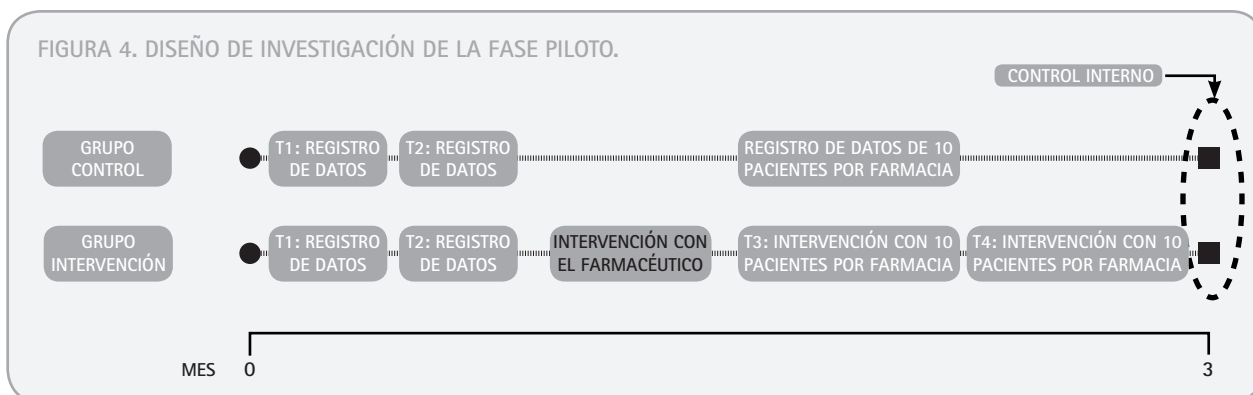 FIGURA 4. DISEÑO DE INVESTIGACIÓN DE LA FASE PILOTO.
CONTROL INTERNO
GRUPO
CONTROL
T1: REGISTRO
DE DATOS
T2: REGISTRO
DE DATOS
REGISTRO DE DATOS DE 10
PACIENTES POR FARMACIA
GRUPO
INTERVENCIÓN
T1: REGISTRO
DE DATOS
T2: REGISTRO
DE DATOS
INTERVENCIÓN CON
EL FARMACÉUTICO
T3: INTERVENCIÓN CON 10
PACIENTES POR FARMACIA
T4: INTERVENCIÓN CON 10
PACIENTES POR FARMACIA
MES 0 3